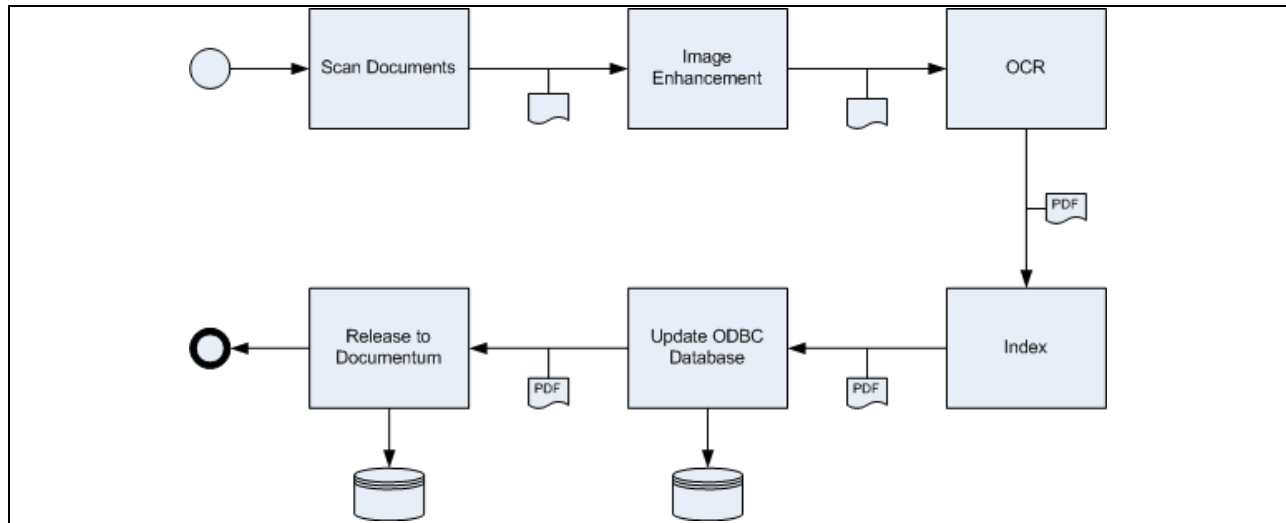 Scan Documents
Image
Enhancement
OCR
PDF
Release to
Documentum
Update ODBC
Database
Index
PDF
PDF